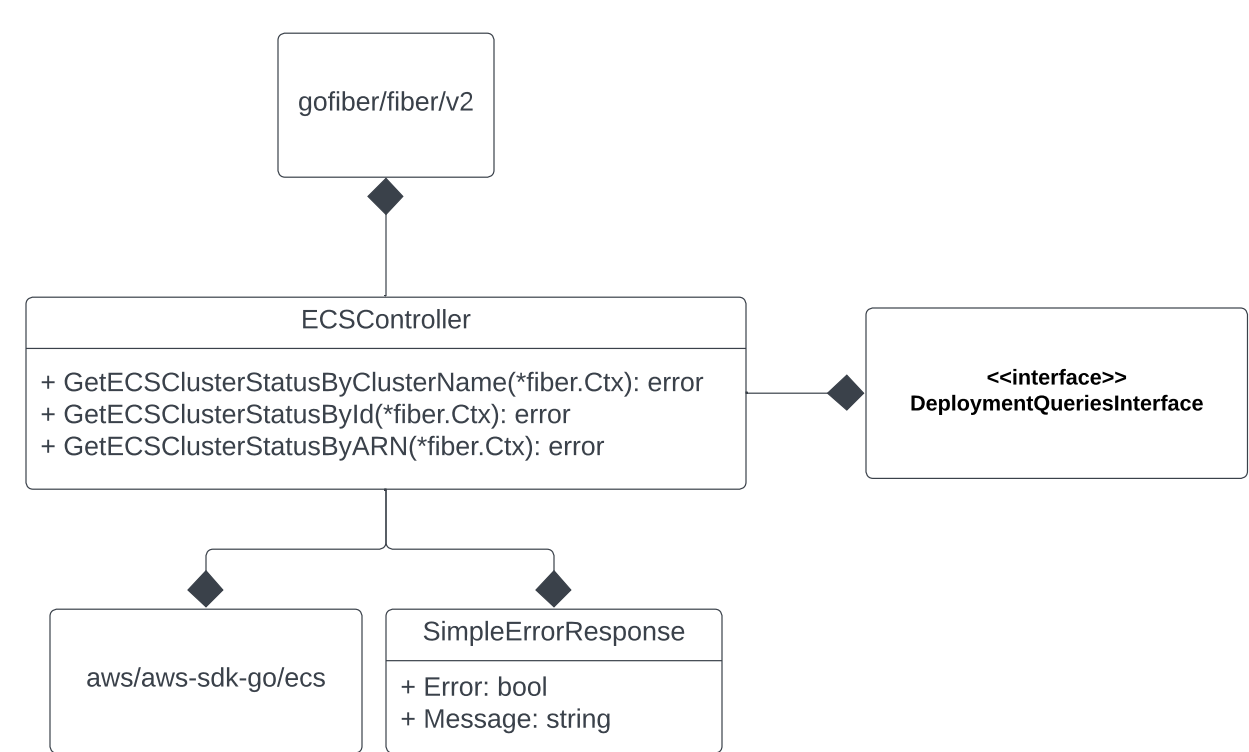 gofiber/fiber/v2
ECSController
+ GetECSClusterStatusByClusterName(*fiber.Ctx): error
+ GetECSClusterStatusById(*fiber.Ctx): error
+ GetECSClusterStatusByARN(*fiber.Ctx): error
<<interface>>
DeploymentQueriesInterface
aws/aws-sdk-go/ecs
SimpleErrorResponse
+ Error: bool
+ Message: string